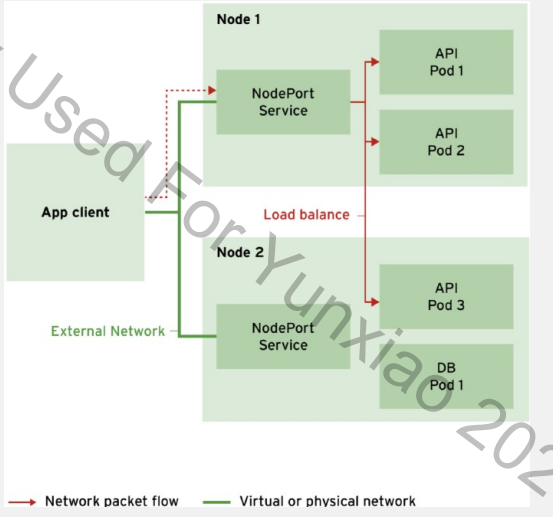 Node 1
API
Pod 1
NodePort
Service
API
Pod 2
App client
Load balance
Node 2
API
Pod 3
External Network
NodePort
Service
DB
Pod 1
Network packet flow
Virtual or physical network
Used For Yunxiao 202